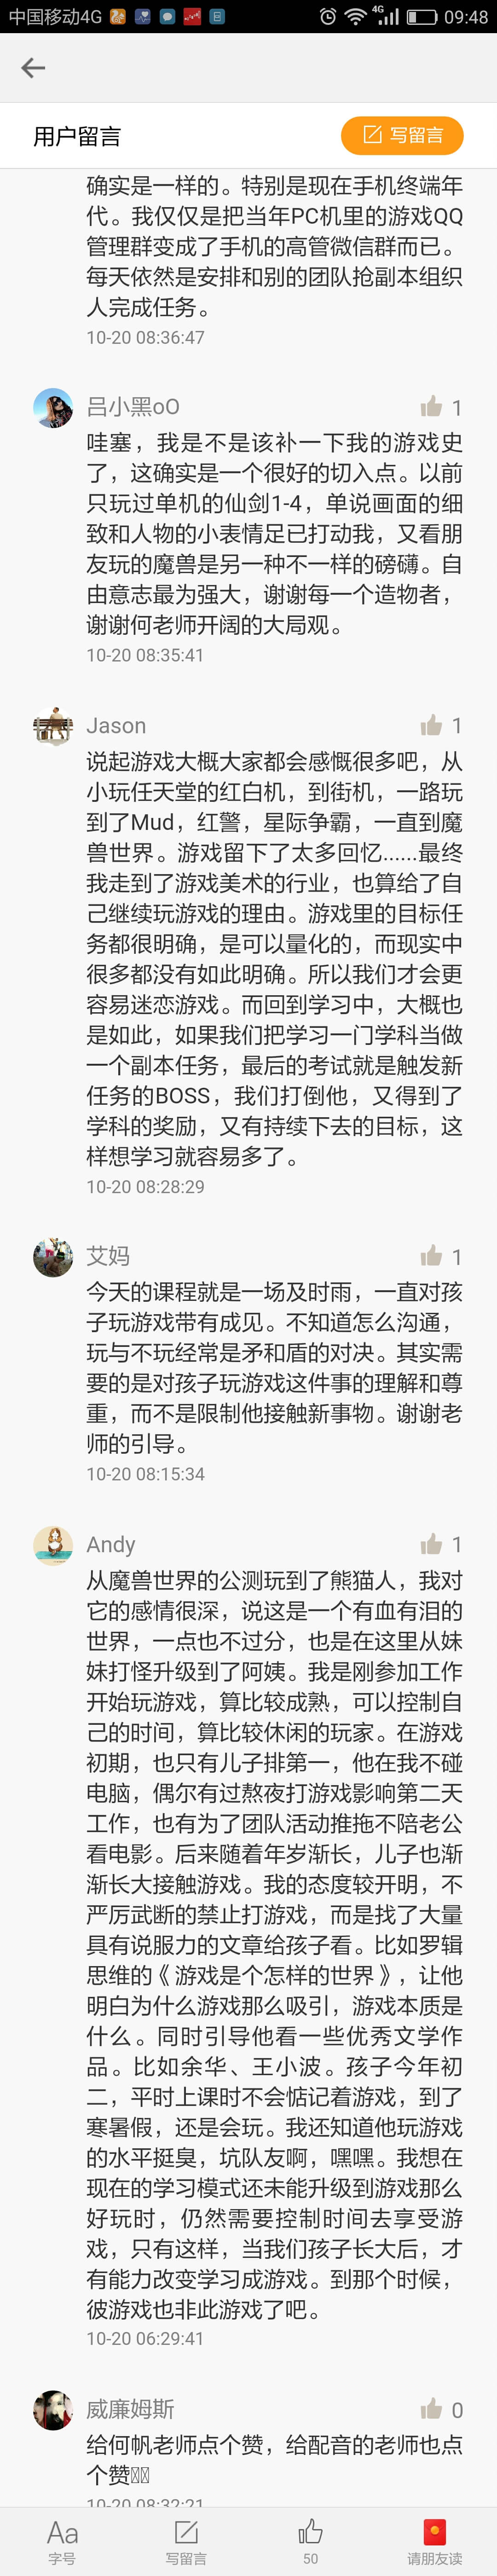 中国移动4G 4G 09:48
用户留言 写留言
确实是一样的。特别是现在手机终端年
代。我仅仅是把当年PC机里的游戏QQ
管理群变成了手机的高管微信群而已。
每天依然是安排和别的团队抢副本组织
人完成任务。
10-20 08:36:47
吕小黑oO 1
哇塞，我是不是该补一下我的游戏史
了，这确实是一个很好的切入点。以前
只玩过单机的仙剑1-4，单说画面的细
致和人物的小表情足已打动我，又看朋
友玩的魔兽是另一种不一样的磅礴。自
由意志最为强大，谢谢每一个造物者，
谢谢何老师开阔的大局观。
10-20 08:35:41
Jason 1
说起游戏大概大家都会感慨很多吧，从
小玩任天堂的红白机，到街机，一路玩
到了Mud，红警，星际争霸，一直到魔
兽世界。游戏留下了太多回忆......最终
我走到了游戏美术的行业，也算给了自
己继续玩游戏的理由。游戏里的目标任
务都很明确，是可以量化的，而现实中
很多都没有如此明确。所以我们才会更
容易迷恋游戏。而回到学习中，大概也
是如此，如果我们把学习一门学科当做
一个副本任务，最后的考试就是触发新
任务的BOSS，我们打倒他，又得到了
学科的奖励，又有持续下去的目标，这
样想学习就容易多了。
10-20 08:28:29
艾妈 1
今天的课程就是一场及时雨，一直对孩
子玩游戏带有成见。不知道怎么沟通，
玩与不玩经常是矛和盾的对决。其实需
要的是对孩子玩游戏这件事的理解和尊
重，而不是限制他接触新事物。谢谢老
师的引导。
10-20 08:15:34
Andy 1
从魔兽世界的公测玩到了熊猫人，我对
它的感情很深，说这是一个有血有泪的
世界，一点也不过分，也是在这里从妹
妹打怪升级到了阿姨。我是刚参加工作
开始玩游戏，算比较成熟，可以控制自
己的时间，算比较休闲的玩家。在游戏
初期，也只有儿子排第一，他在我不碰
电脑，偶尔有过熬夜打游戏影响第二天
工作，也有为了团队活动推拖不陪老公
看电影。后来随着年岁渐长，儿子也渐
渐长大接触游戏。我的态度较开明，不
严厉武断的禁止打游戏，而是找了大量
具有说服力的文章给孩子看。比如罗辑
思维的《游戏是个怎样的世界》，让他
明白为什么游戏那么吸引，游戏本质是
什么。同时引导他看一些优秀文学作
品。比如余华、王小波。孩子今年初
二，平时上课时不会惦记着游戏，到了
寒暑假，还是会玩。我还知道他玩游戏
的水平挺臭，坑队友啊，嘿嘿。我想在
现在的学习模式还未能升级到游戏那么
好玩时，仍然需要控制时间去享受游
戏，只有这样，当我们孩子长大后，才
有能力改变学习成游戏。到那个时候，
彼游戏也非此游戏了吧。
10-20 06:29:41
威廉姆斯 0
给何帆老师点个赞，给配音的老师也点
个赞
10-20 08:32:21
Aa
字号 写留言 50 请朋友读